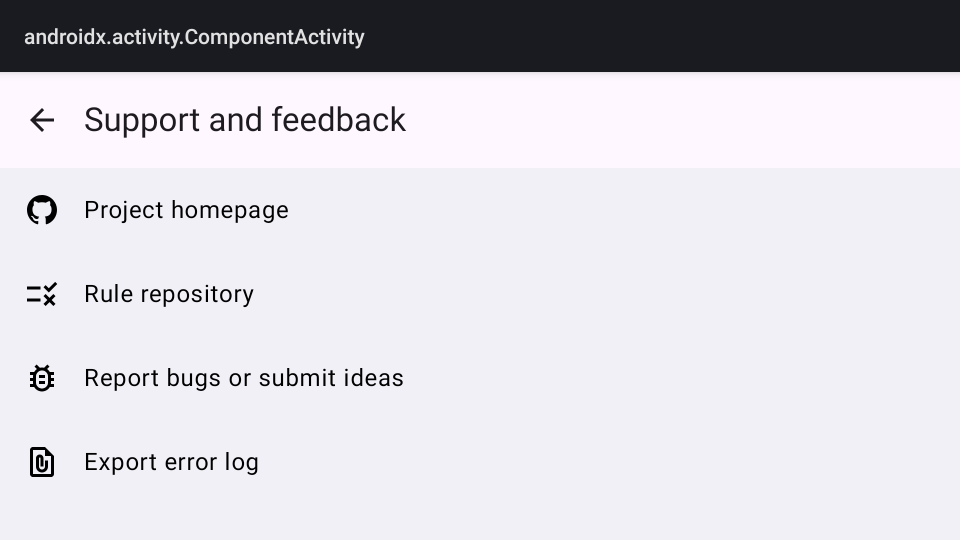 androidx.activity.ComponentActivity
Support and feedback
Project homepage
Rule repository
Report bugs or submit ideas
Export error log